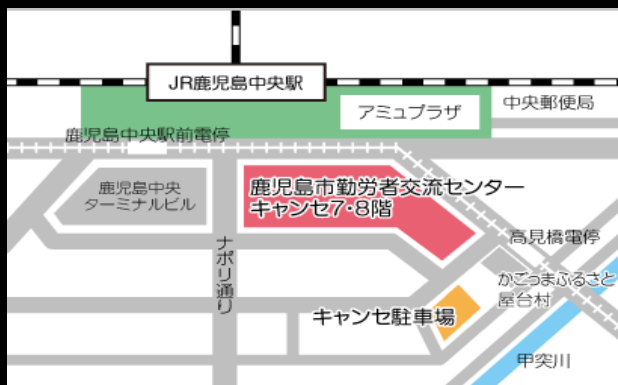 JR鹿児島中央駅
アミュプラザ
中央郵便局
鹿児島中央駅前電停
鹿児島中央
ターミナルビル
鹿児島市勤労者交流センター
キャンセ7・8階
ナポリ通り
高見橋電停
かごっまふるさと
屋台村
キャンセ駐車場
甲突川